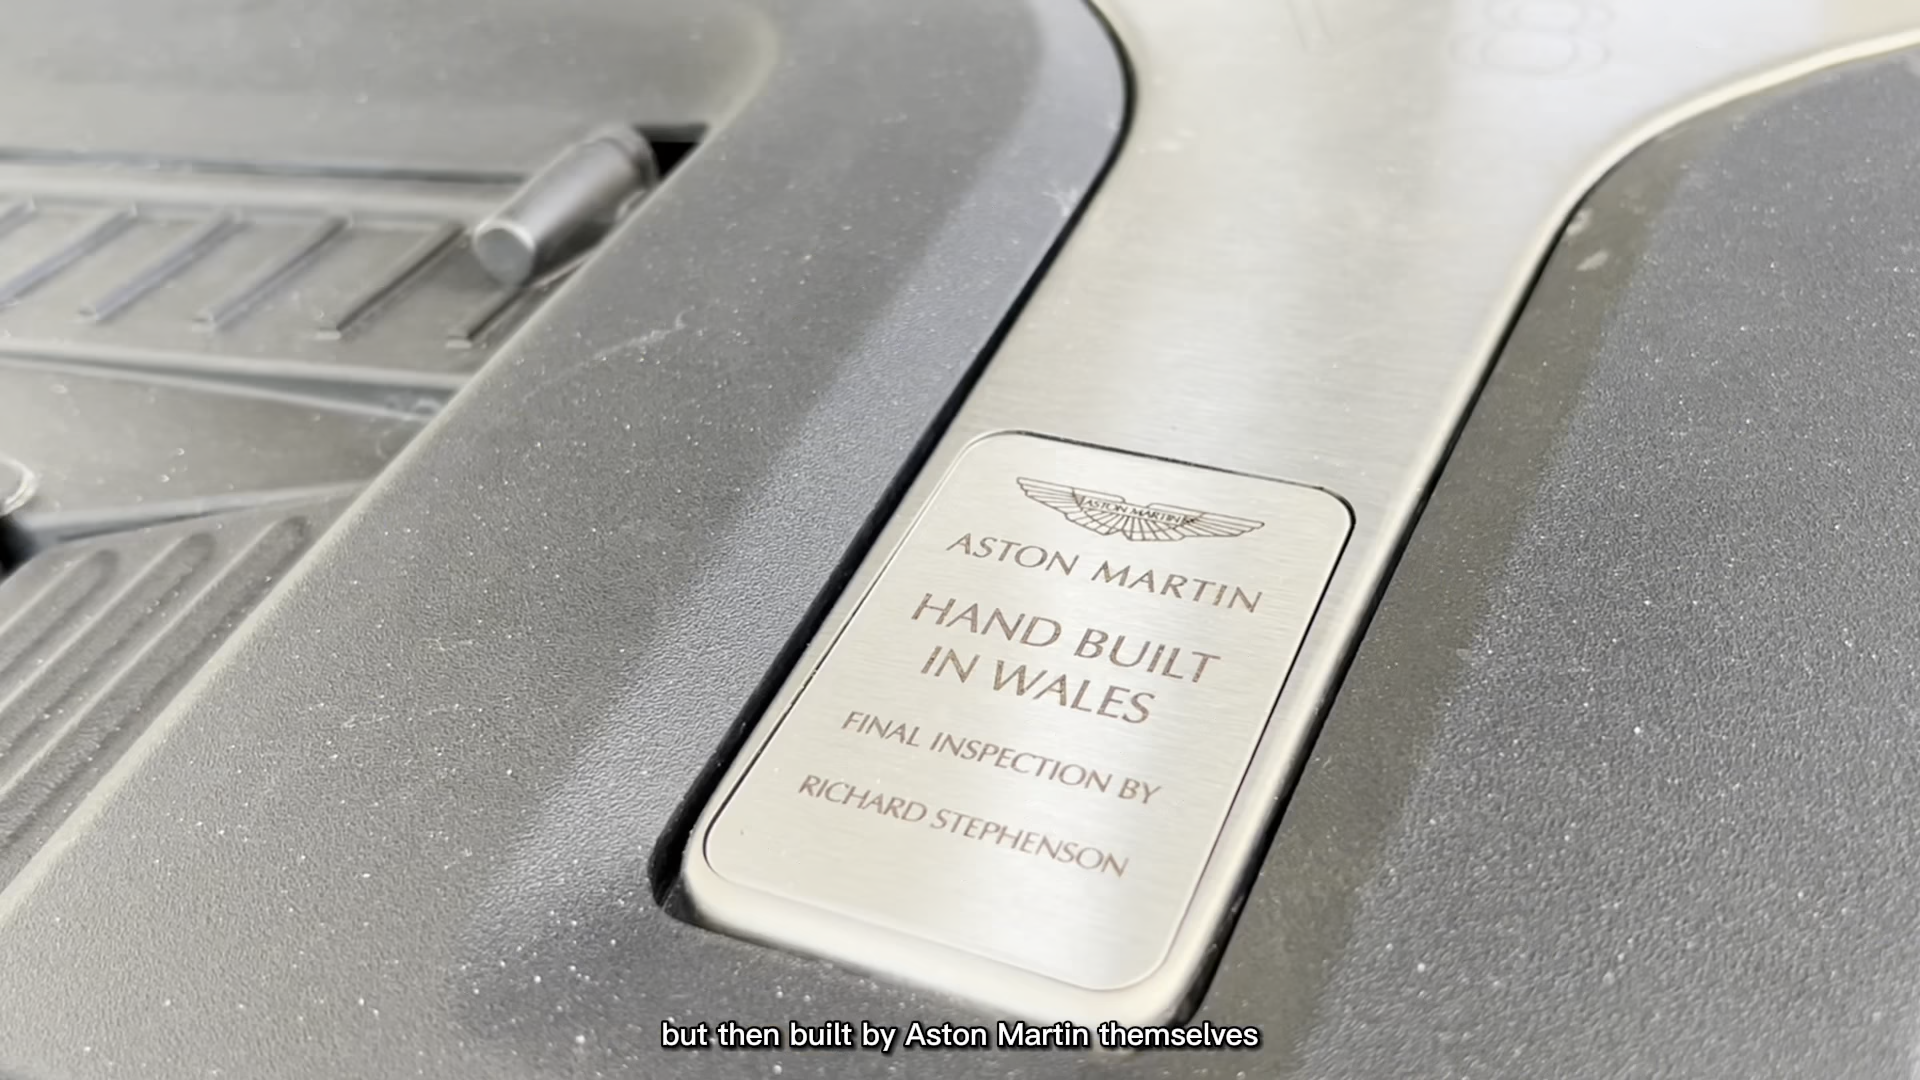 V8
ASTON MARTIN
ASTON MARTIN
HAND BUILT
IN WALES
FINAL INSPECTION BY
RICHARD STEPHENSON
but then built by Aston Martin themselves